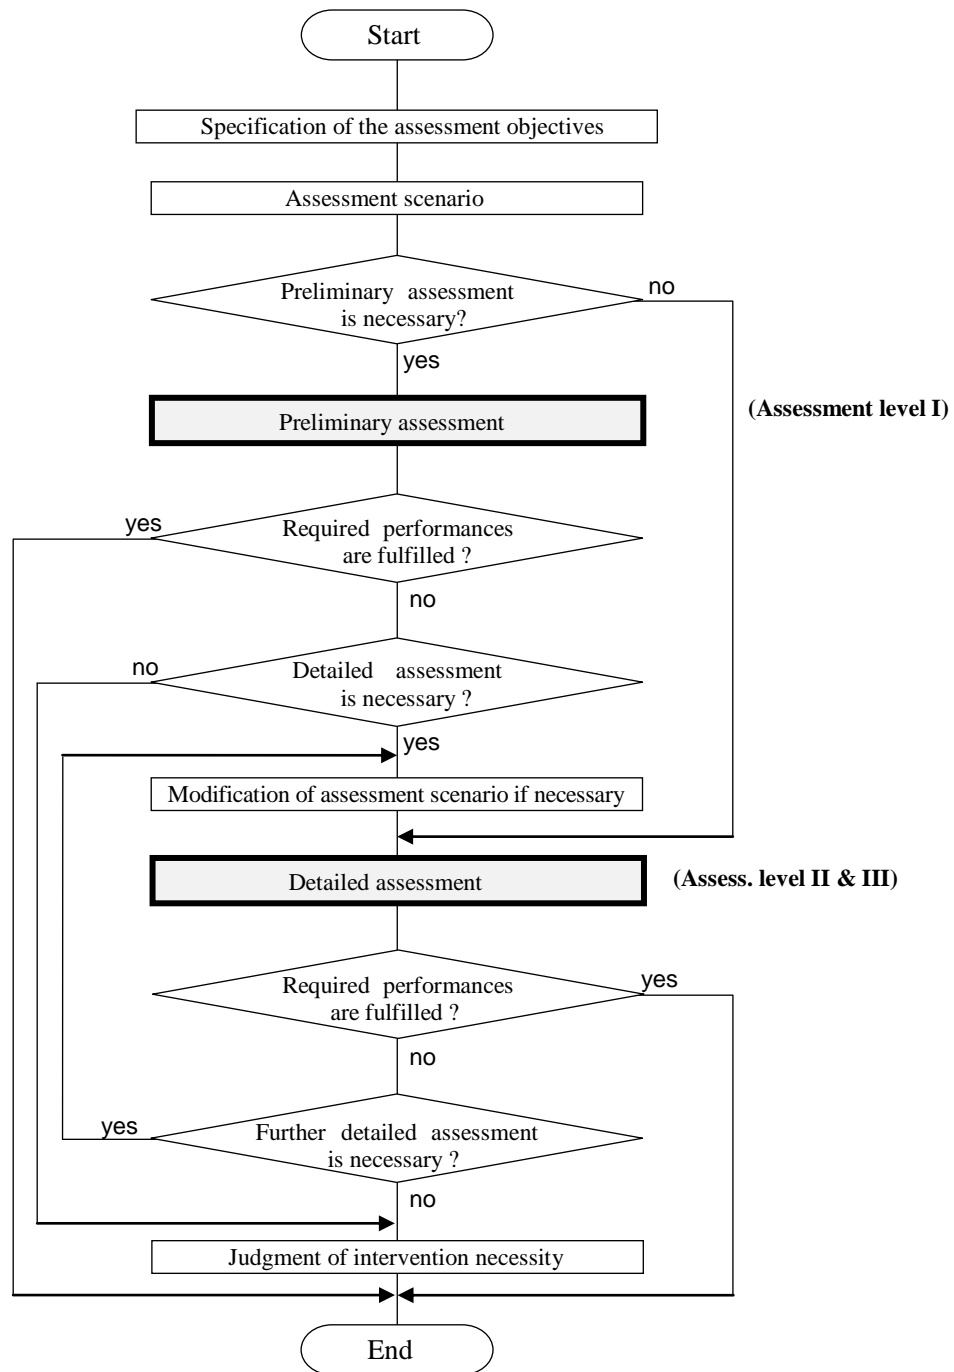 Start
Specification of the assessment objectives
Assessment scenario
Preliminary assessment
is necessary?
no
yes
Preliminary assessment
(Assessment level I)
yes
Required performances
are fulfilled ?
no
no
Detailed assessment
is necessary ?
yes
Modification of assessment scenario if necessary
Detailed assessment
(Assess. level II & III)
Required performances
are fulfilled ?
yes
no
yes
Further detailed assessment
is necessary ?
no
Judgment of intervention necessity
End